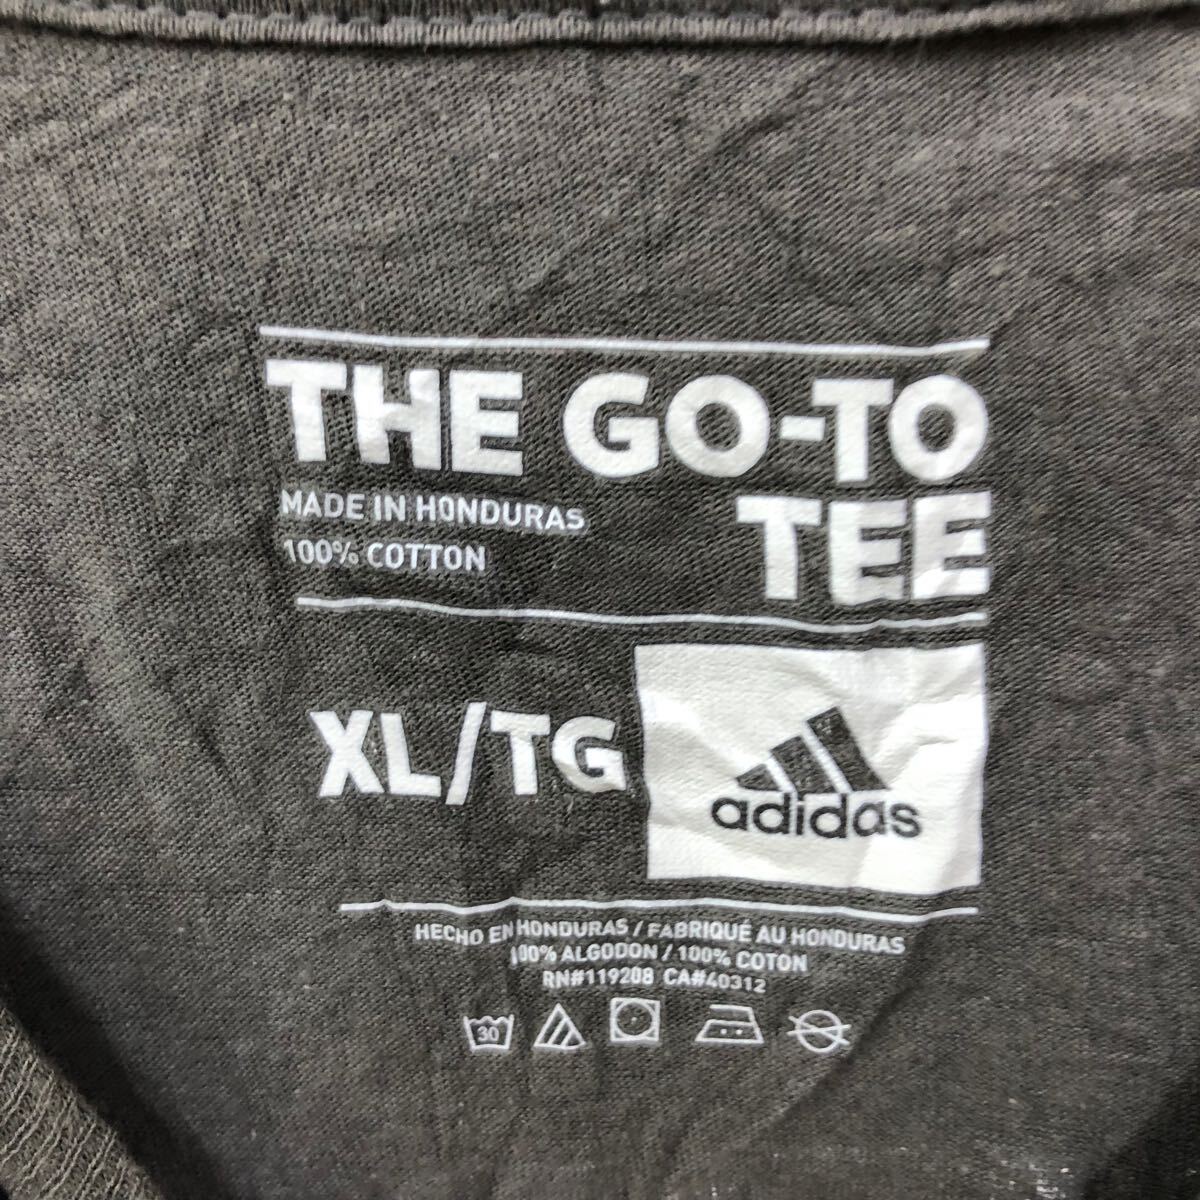 THE GO-TO
TEE
MADE IN HONDURAS
100% COTTON
XL/TG
adidas
HECHO EN HONDURAS / FABRIQUÉ AU HONDURAS
100% ALGODON / 100% COTON
RN#119208 CA#40312
30